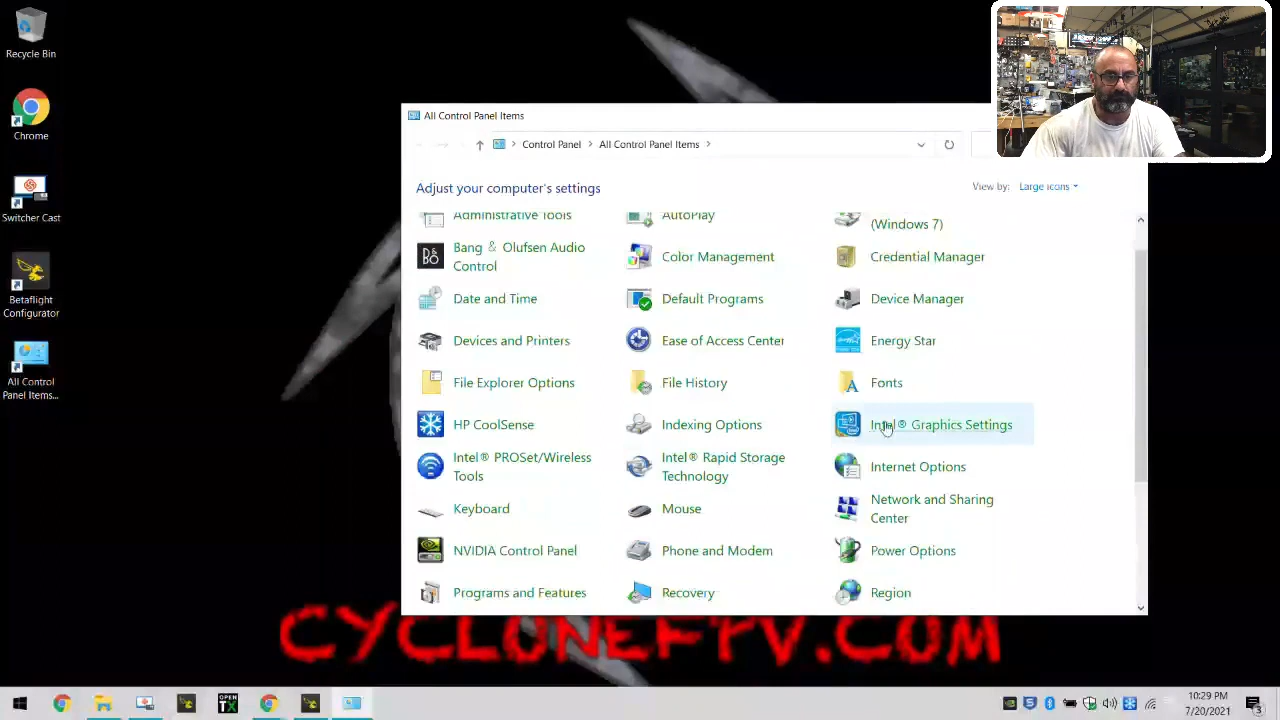 Recycle Bin
Chrome
Switcher Cast
Betaflight
Configurator
All Control
Panel Items...
All Control Panel Items
Control Panel
All Control Panel Items
Adjust your computer's settings
View by: Large icons
Administrative Tools
AutoPlay
(Windows 7)
Bang & Olufsen Audio
Control
Color Management
Credential Manager
Date and Time
Default Programs
Device Manager
Devices and Printers
Ease of Access Center
Energy Star
File Explorer Options
File History
Fonts
HP CoolSense
Indexing Options
Intel® Graphics Settings
Intel® PROSet/Wireless
Tools
Intel® Rapid Storage
Technology
Internet Options
Keyboard
Mouse
Network and Sharing
Center
NVIDIA Control Panel
Phone and Modem
Power Options
Programs and Features
Recovery
Region
CYCLONEFPV.COM
OPEN
TX
10:29 PM
7/20/2021
3